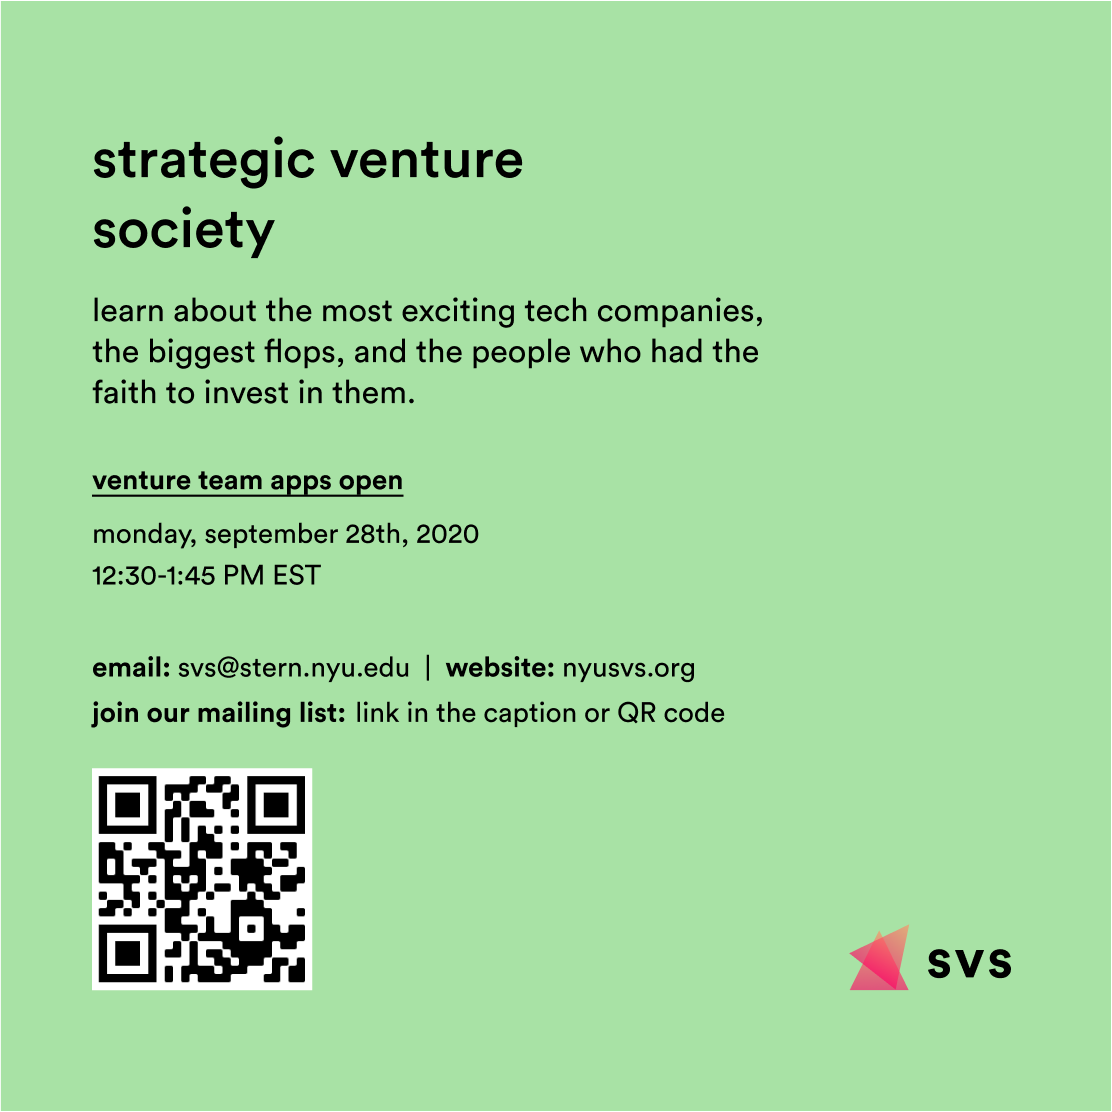 strategic venture
society
learn about the most exciting tech companies,
the biggest flops, and the people who had the
faith to invest in them.
venture team apps open
monday, september 28th, 2020
12:30-1:45 PM EST
email: svs@stern.nyu.edu | website: nyusvs.org
join our mailing list: link in the caption or QR code
svs